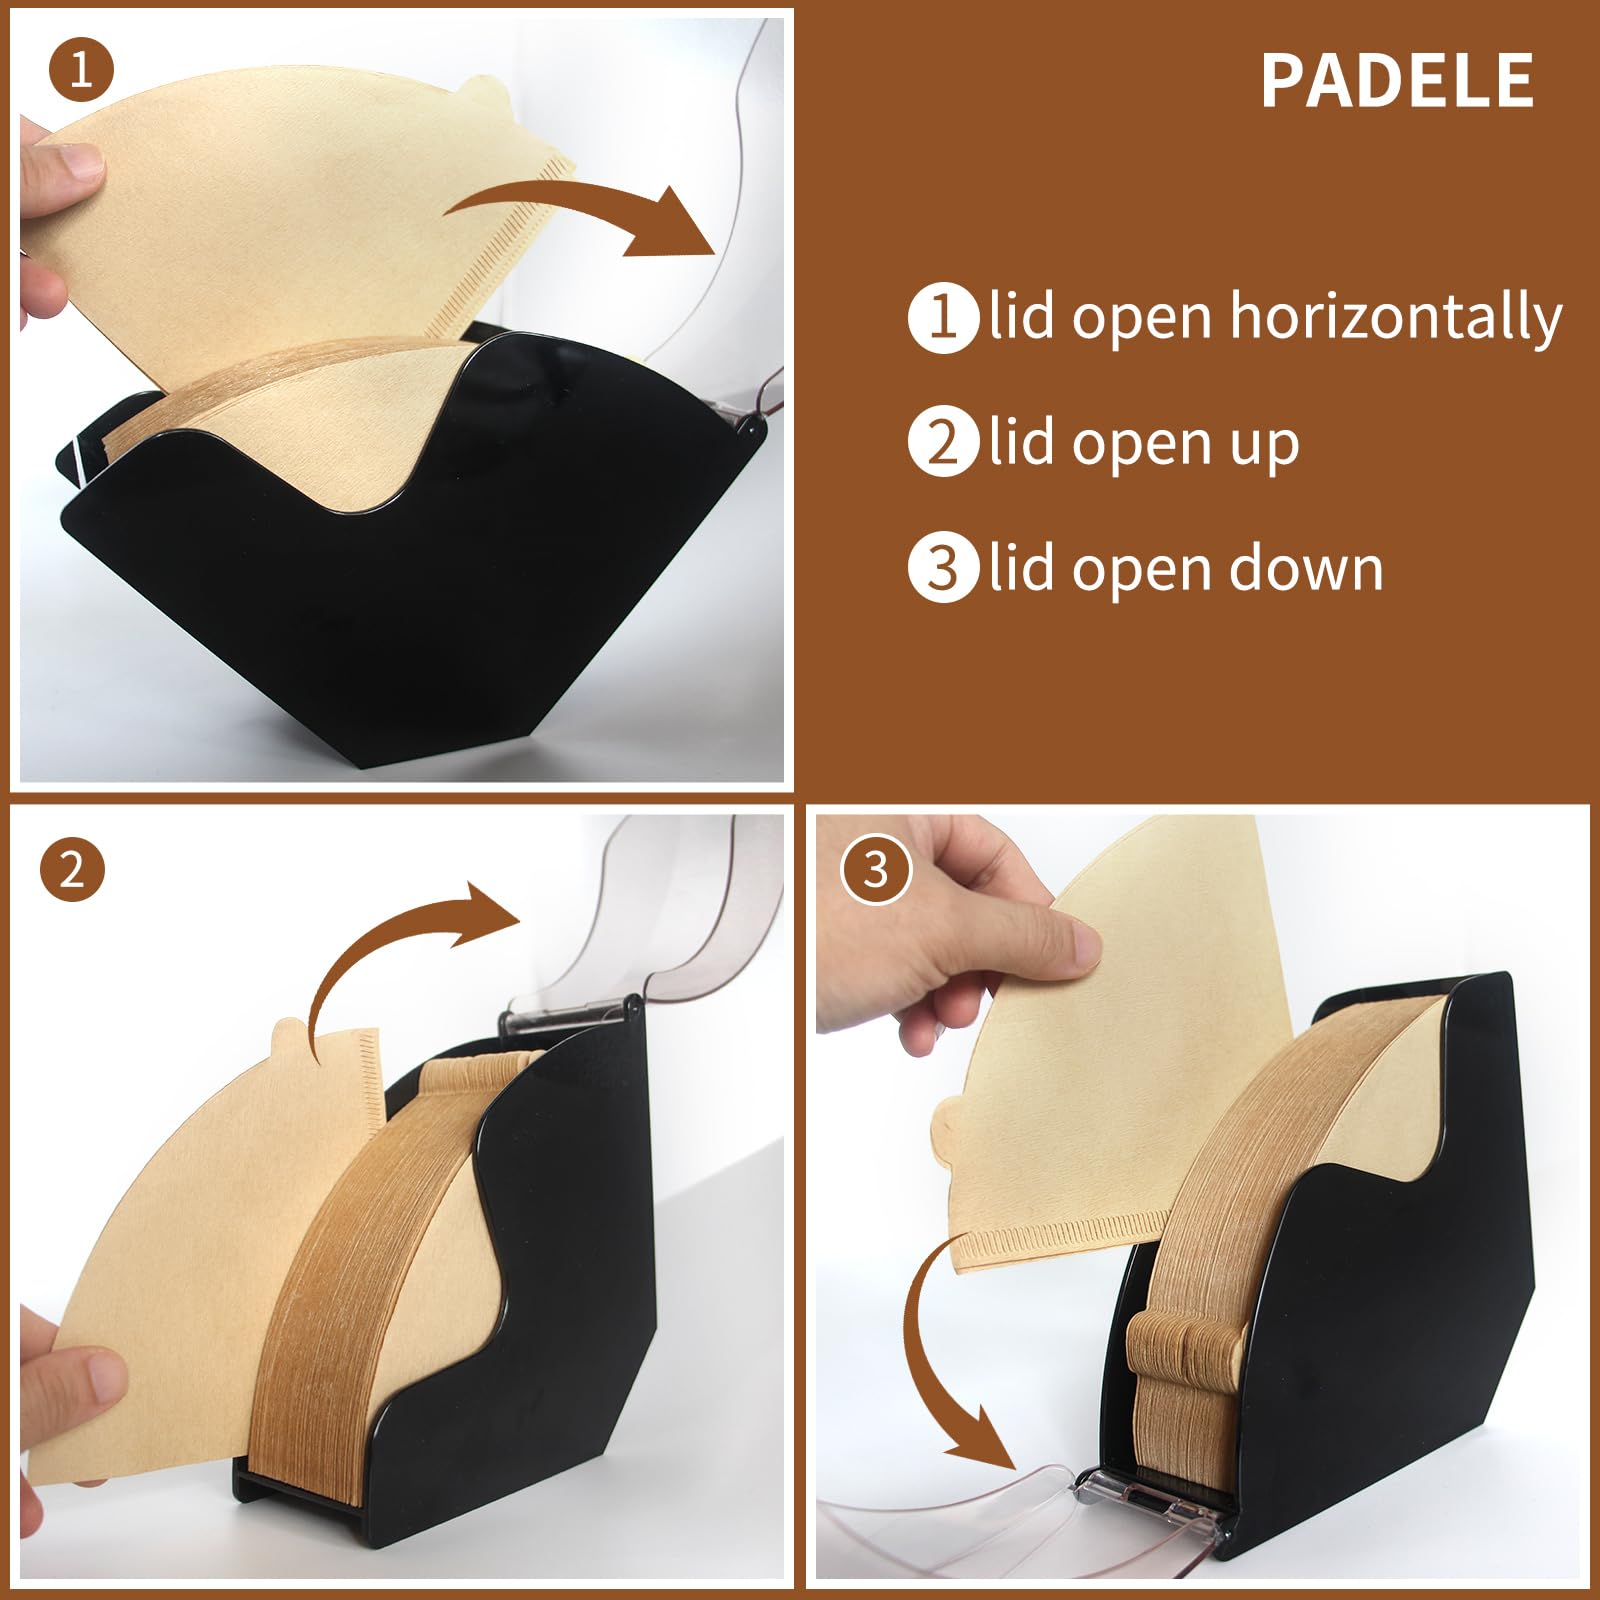 1
PADELE
1 lid open horizontally
2 lid open up
3 lid open down
2
3